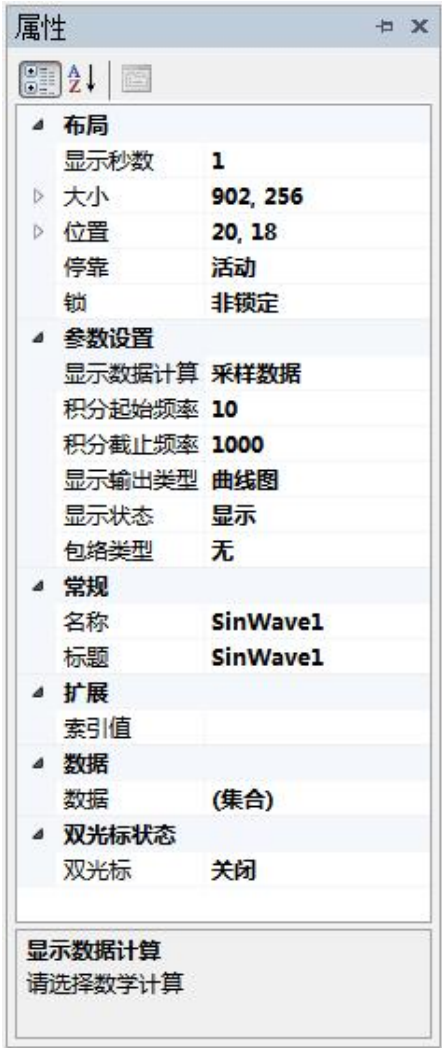 属性
布局
显示秒数 1
大小 902, 256
位置 20, 18
停靠 活动
锁 非锁定
参数设置
显示数据计算 采样数据
积分起始频率 10
积分截止频率 1000
显示输出类型 曲线图
显示状态 显示
包络类型 无
常规
名称 SinWave1
标题 SinWave1
扩展
索引值
数据
数据 (集合)
双光标状态
双光标 关闭
显示数据计算
请选择数学计算